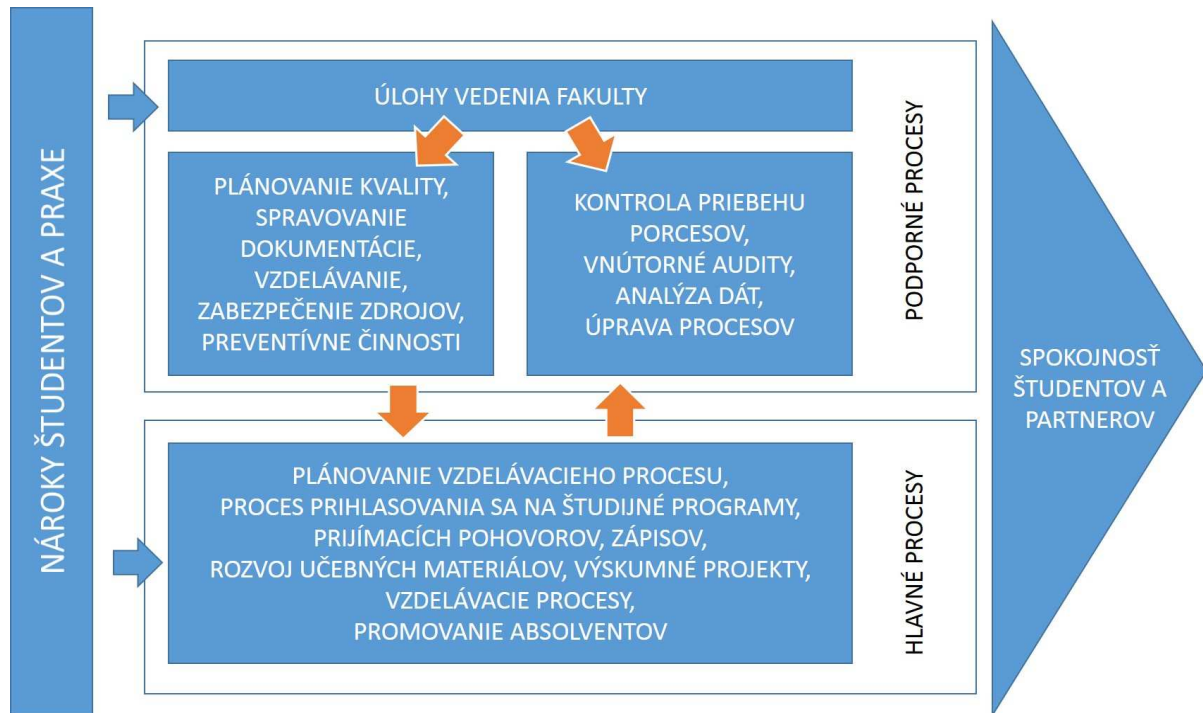 NÁROKY ŠTUDENTOV A PRAXE
ÚLOHY VEDENIA FAKULTY
PLÁNOVANIE KVALITY,
SPRAVOVANIE
DOKUMENTÁCIE,
VZDELÁVANIE,
ZABEZPEČENIE ZDROJOV,
PREVENTÍVNE ČINNOSTI
KONTROLA PRIEBEHU
PORCESOV,
VNÚTORNÉ AUDITY,
ANALÝZA DÁT,
ÚPRAVA PROCESOV
PODPORNÉ PROCESY
PLÁNOVANIE VZDELÁVACIEHO PROCESU,
PROCES PRIHLASOVANIA SA NA ŠTUDIJNÉ PROGRAMY,
PRIJÍMACÍCH POHOVOROV, ZÁPISOV,
ROZVOJ UČEBNÝCH MATERIÁLOV, VÝSKUMNÉ PROJEKTY,
VZDELÁVACIE PROCESY,
PROMOVANIE ABSOLVENTOV
HLAVNÉ PROCESY
SPOKOJNOSŤ
ŠTUDENTOV A
PARTNEROV